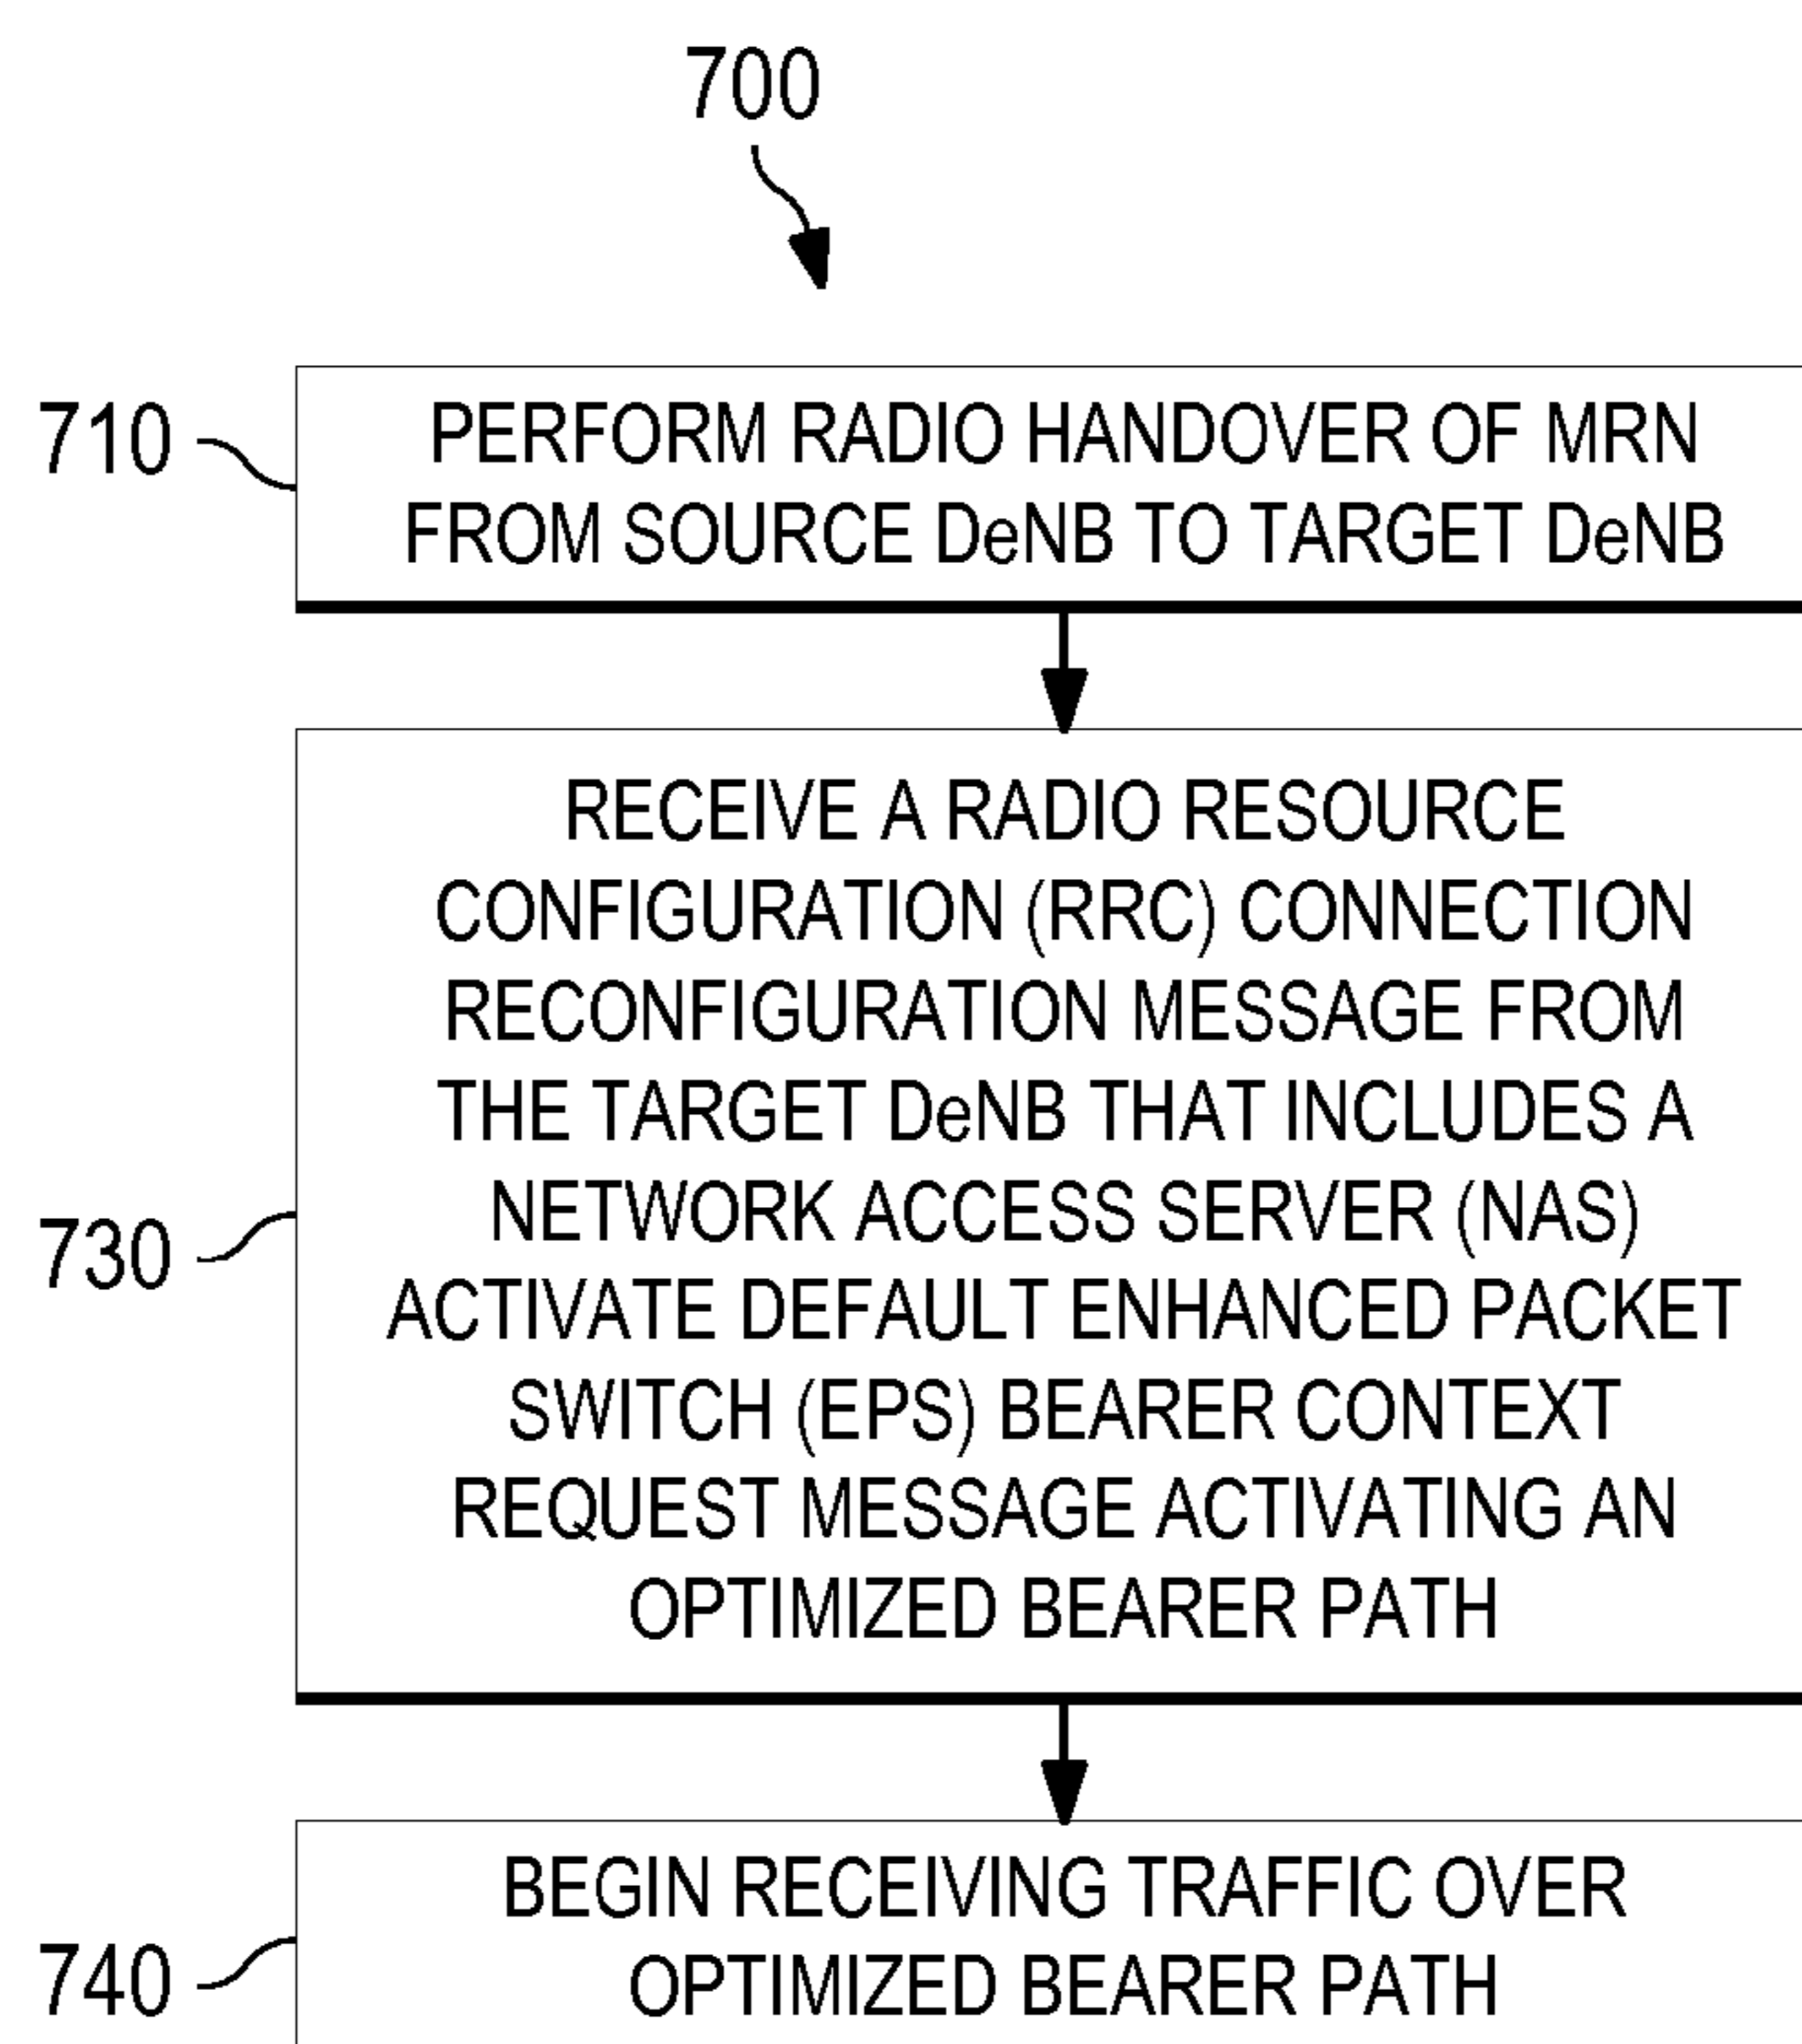 700
710
PERFORM RADIO HANDOVER OF MRN
FROM SOURCE DeNB TO TARGET DeNB
730
RECEIVE A RADIO RESOURCE
CONFIGURATION (RRC) CONNECTION
RECONFIGURATION MESSAGE FROM
THE TARGET DeNB THAT INCLUDES A
NETWORK ACCESS SERVER (NAS)
ACTIVATE DEFAULT ENHANCED PACKET
SWITCH (EPS) BEARER CONTEXT
REQUEST MESSAGE ACTIVATING AN
OPTIMIZED BEARER PATH
740
BEGIN RECEIVING TRAFFIC OVER
OPTIMIZED BEARER PATH